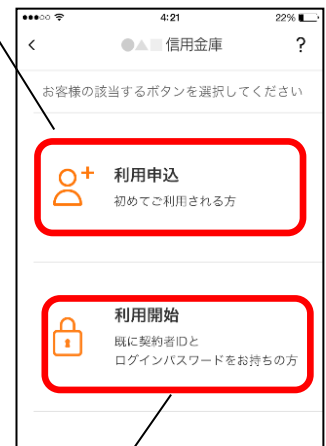 4:21 22%
< ●▲■信用金庫 ?
お客様の該当するボタンを選択してください
利用申込
初めてご利用される方
利用開始
既に契約者IDと
ログインパスワードをお持ちの方